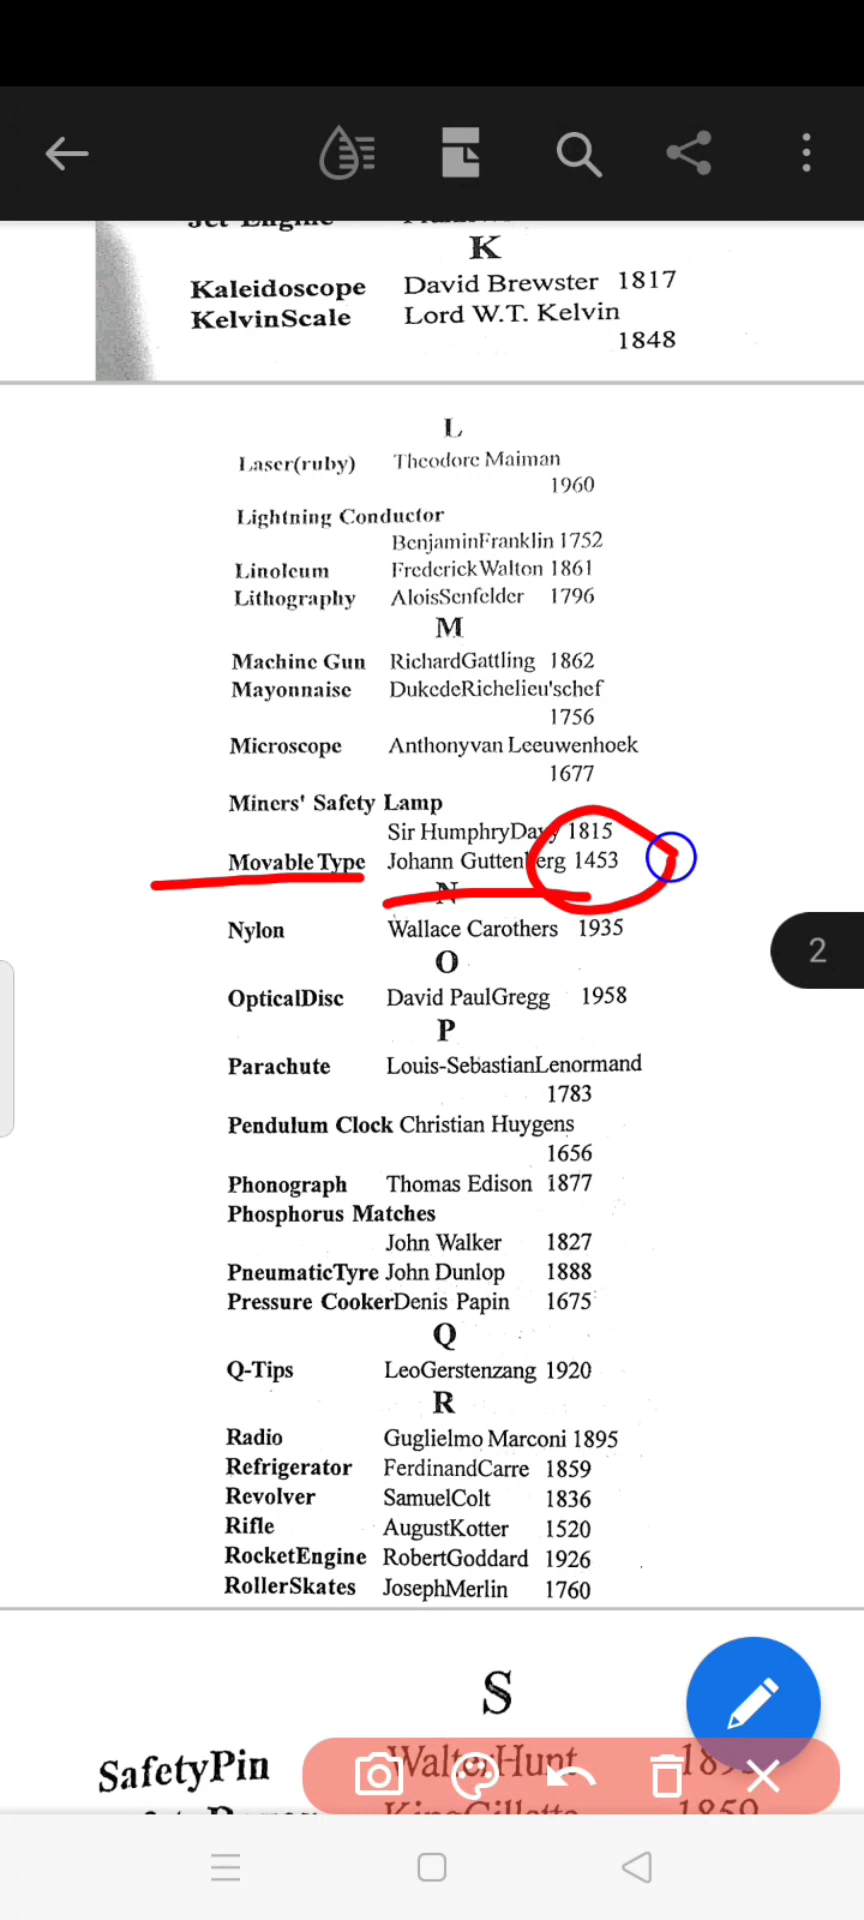 Jet Engine
K
Kaleidoscope David Brewster 1817
KelvinScale Lord W.T. Kelvin
1848
L
Laser(ruby) Theodore Maiman
1960
Lightning Conductor
BenjaminFranklin 1752
Linoleum FrederickWalton 1861
Lithography AloisSenfelder 1796
M
Machine Gun RichardGattling 1862
Mayonnaise DukedeRichelieu'schef
1756
Microscope Anthonyvan Leeuwenhoek
1677
Miners' Safety Lamp
Sir HumphryDavy 1815
MovableType Johann Guttenberg 1453
N
Nylon Wallace Carothers 1935
O
OpticalDisc David PaulGregg 1958
P
2
Parachute Louis-SebastianLenormand
1783
Pendulum Clock Christian Huygens
1656
Phonograph Thomas Edison 1877
Phosphorus Matches
John Walker 1827
PneumaticTyre John Dunlop 1888
Pressure CookerDenis Papin 1675
Q
Q-Tips LeoGerstenzang 1920
R
Radio Guglielmo Marconi 1895
Refrigerator FerdinandCarre 1859
Revolver SamuelColt 1836
Rifle AugustKotter 1520
RocketEngine RobertGoddard 1926
RollerSkates JosephMerlin 1760
S
SafetyPin WalterHunt